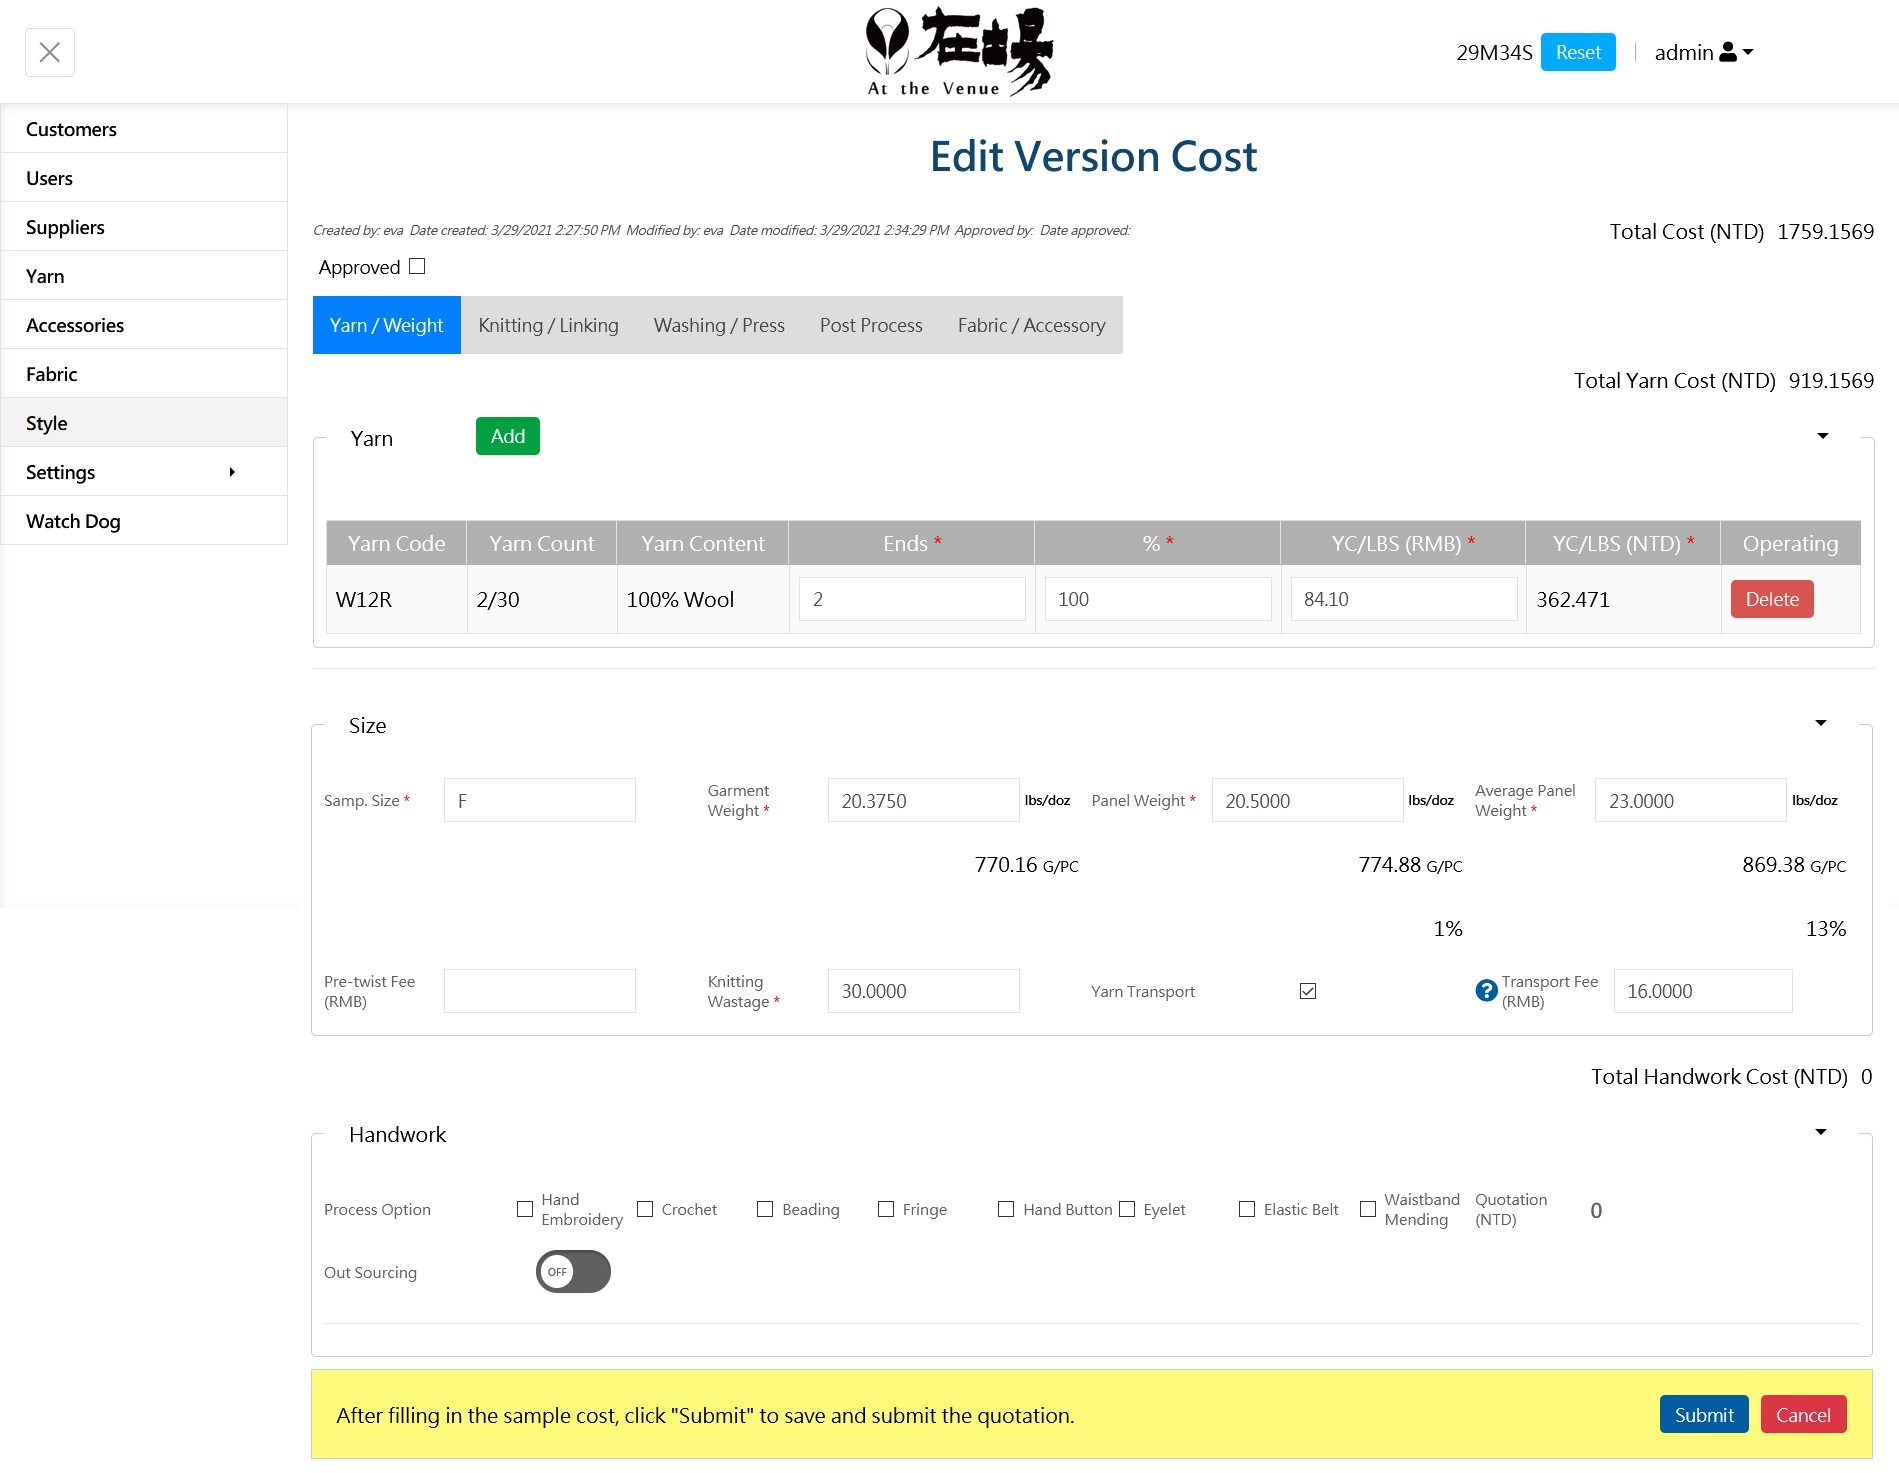 在暘
At the Venue
29M34S Reset admin
Customers
Users
Suppliers
Yarn
Accessories
Fabric
Style
Settings
Watch Dog
Edit Version Cost
Created by: eva Date created: 3/29/2021 2:27:50 PM Modified by: eva Date modified: 3/29/2021 2:34:29 PM Approved by: Date approved:
Total Cost (NTD) 1759.1569
Approved
Yarn / Weight Knitting / Linking Washing / Press Post Process Fabric / Accessory
Total Yarn Cost (NTD) 919.1569
Yarn Add
Yarn Code Yarn Count Yarn Content Ends * % * YC/LBS (RMB) * YC/LBS (NTD) * Operating
W12R 2/30 100% Wool 2 100 84.10 362.471 Delete
Size
Samp. Size * F
Garment
Weight * 20.3750 lbs/doz
Panel Weight * 20.5000 lbs/doz
Average Panel
Weight * 23.0000 lbs/doz
770.16 G/PC 774.88 G/PC 869.38 G/PC
1% 13%
Pre-twist Fee
(RMB)
Knitting
Wastage * 30.0000
Yarn Transport
? Transport Fee
(RMB) 16.0000
Total Handwork Cost (NTD) 0
Handwork
Process Option
Hand
Embroidery
Crochet
Beading
Fringe
Hand Button
Eyelet
Elastic Belt
Waistband
Mending
Quotation
(NTD) 0
Out Sourcing OFF
After filling in the sample cost, click "Submit" to save and submit the quotation. Submit Cancel